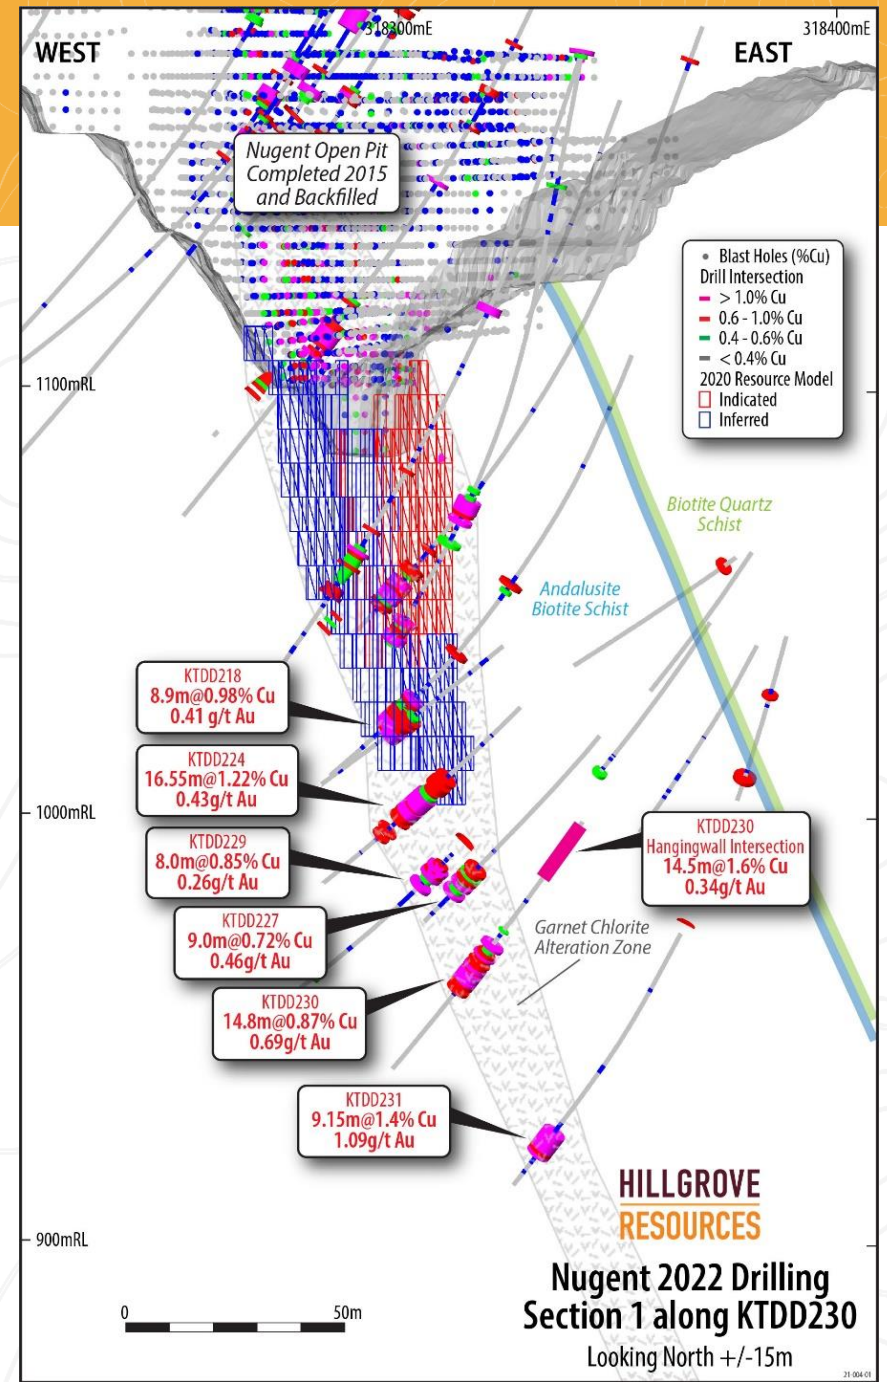 318300mE
318400mE
WEST
EAST
Nugent Open Pit
Completed 2015
and Backfilled
Blast Holes (%Cu)
Drill Intersection
> 1.0% Cu
0.6 - 1.0% Cu
0.4 - 0.6% Cu
< 0.4% Cu
2020 Resource Model
Indicated
Inferred
1100mRL
Biotite Quartz
Schist
Andalusite
Biotite Schist
KTDD218
8.9m@0.98% Cu
0.41 g/t Au
KTDD224
16.55m@1.22% Cu
0.43g/t Au
1000mRL
KTDD229
8.0m@0.85% Cu
0.26g/t Au
KTDD230
Hangingwall Intersection
14.5m@1.6% Cu
0.34g/t Au
KTDD227
9.0m@0.72% Cu
0.46g/t Au
Garnet Chlorite
Alteration Zone
KTDD230
14.8m@0.87% Cu
0.69g/t Au
KTDD231
9.15m@1.4% Cu
1.09g/t Au
HILLGROVE
RESOURCES
900mRL
Nugent 2022 Drilling
Section 1 along KTDD230
Looking North +/-15m
0
50m
21-004-01